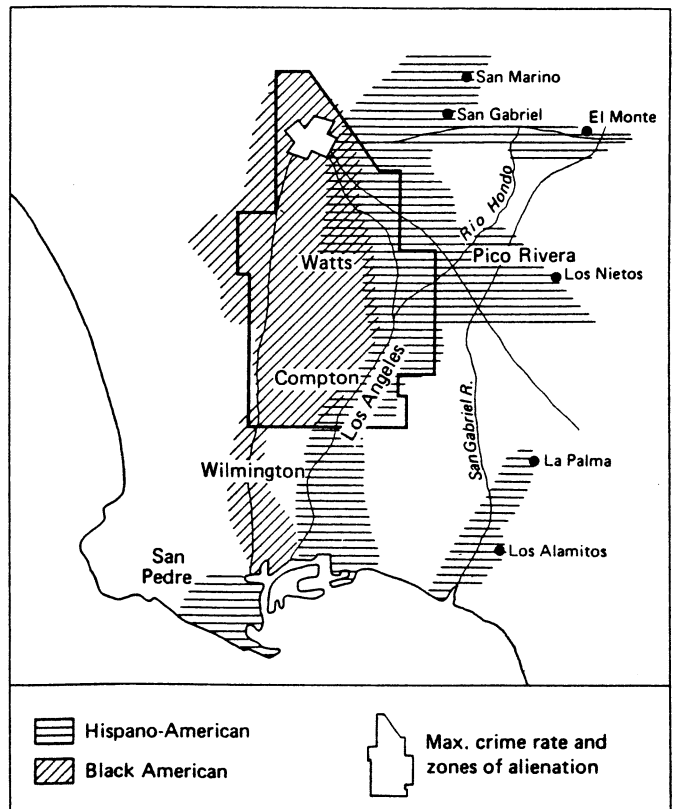 San Marino
San Gabriel
El Monte
Rio Hondo
Watts
Pico Rivera
Los Nietos
Compton
Los Angeles
San Gabriel R.
Wilmington
La Palma
San
Pedre
Los Alamitos
Hispano-American
Black American
Max. crime rate and
zones of alienation